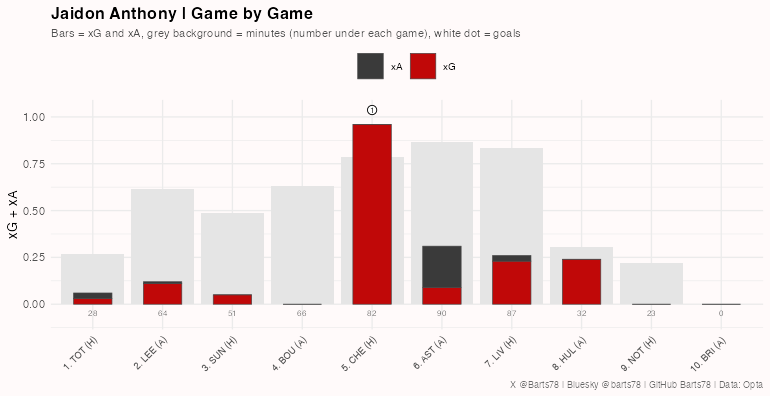 Jaidon Anthony | Game by Game
Bars = xG and xA, grey background = minutes (number under each game), white dot = goals
xA xG
1
xG + xA
1.00
0.75
0.50
0.25
0.00
28 64 51 66 82 90 87 32 23 0
1. TOT (H) 2. LEE (A) 3. SUN (H) 4. BOU (A) 5. CHE (H) 6. AST (A) 7. LIV (H) 8. HUL (A) 9. NOT (H) 10. BRI (A)
X @Barts78 | Bluesky @barts78 | GitHub Barts78 | Data: Opta